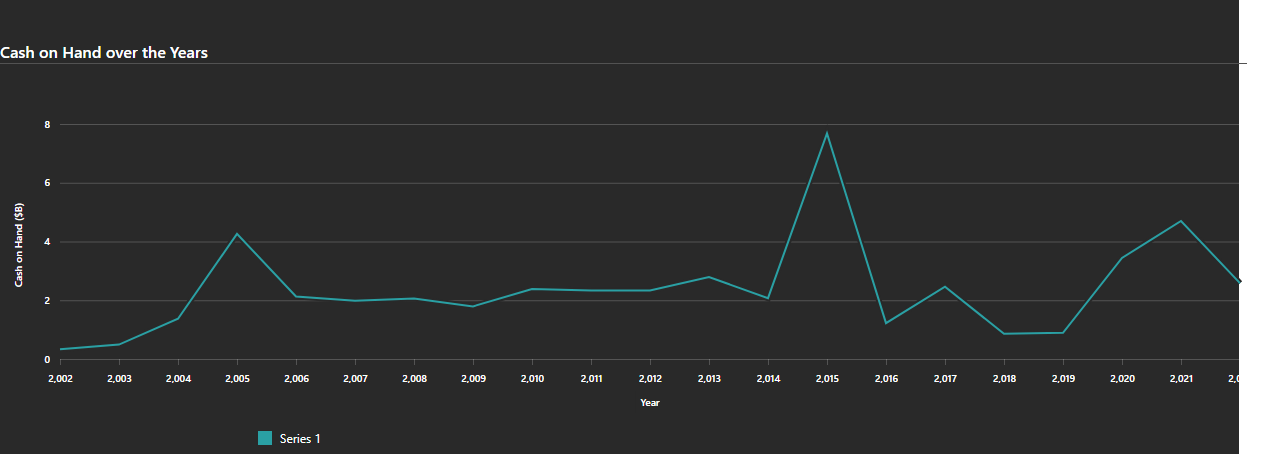 Cash on Hand over the Years
8
6
4
2
0
Cash on Hand ($B)
2,002 2,003 2,004 2,005 2,006 2,007 2,008 2,009 2,010 2,011 2,012 2,013 2,014 2,015 2,016 2,017 2,018 2,019 2,020 2,021
Year
Series 1